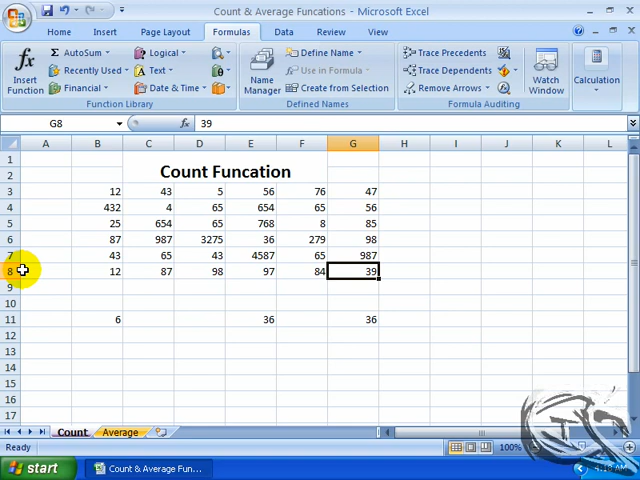 Count & Average Funcations - Microsoft Excel
Home Insert Page Layout Formulas Data Review View
fx Insert Function
Σ AutoSum
Recently Used
Financial
Logical
Text
Date & Time
Function Library
Name Manager
Define Name
Use in Formula
Create from Selection
Defined Names
Trace Precedents
Trace Dependents
Remove Arrows
Formula Auditing
Watch Window
Calculation
G8 fx 39
A B C D E F G H I J K L
1
2 Count Funcation
3 12 43 5 56 76 47
4 432 4 65 654 65 56
5 25 654 65 768 8 85
6 87 987 3275 36 279 98
7 43 65 43 4587 65 987
8 12 87 98 97 84 39
9
10
11 6 36 36
12
13
14
15
16
17
Count Average
Ready 100%
start Count & Average Fun...